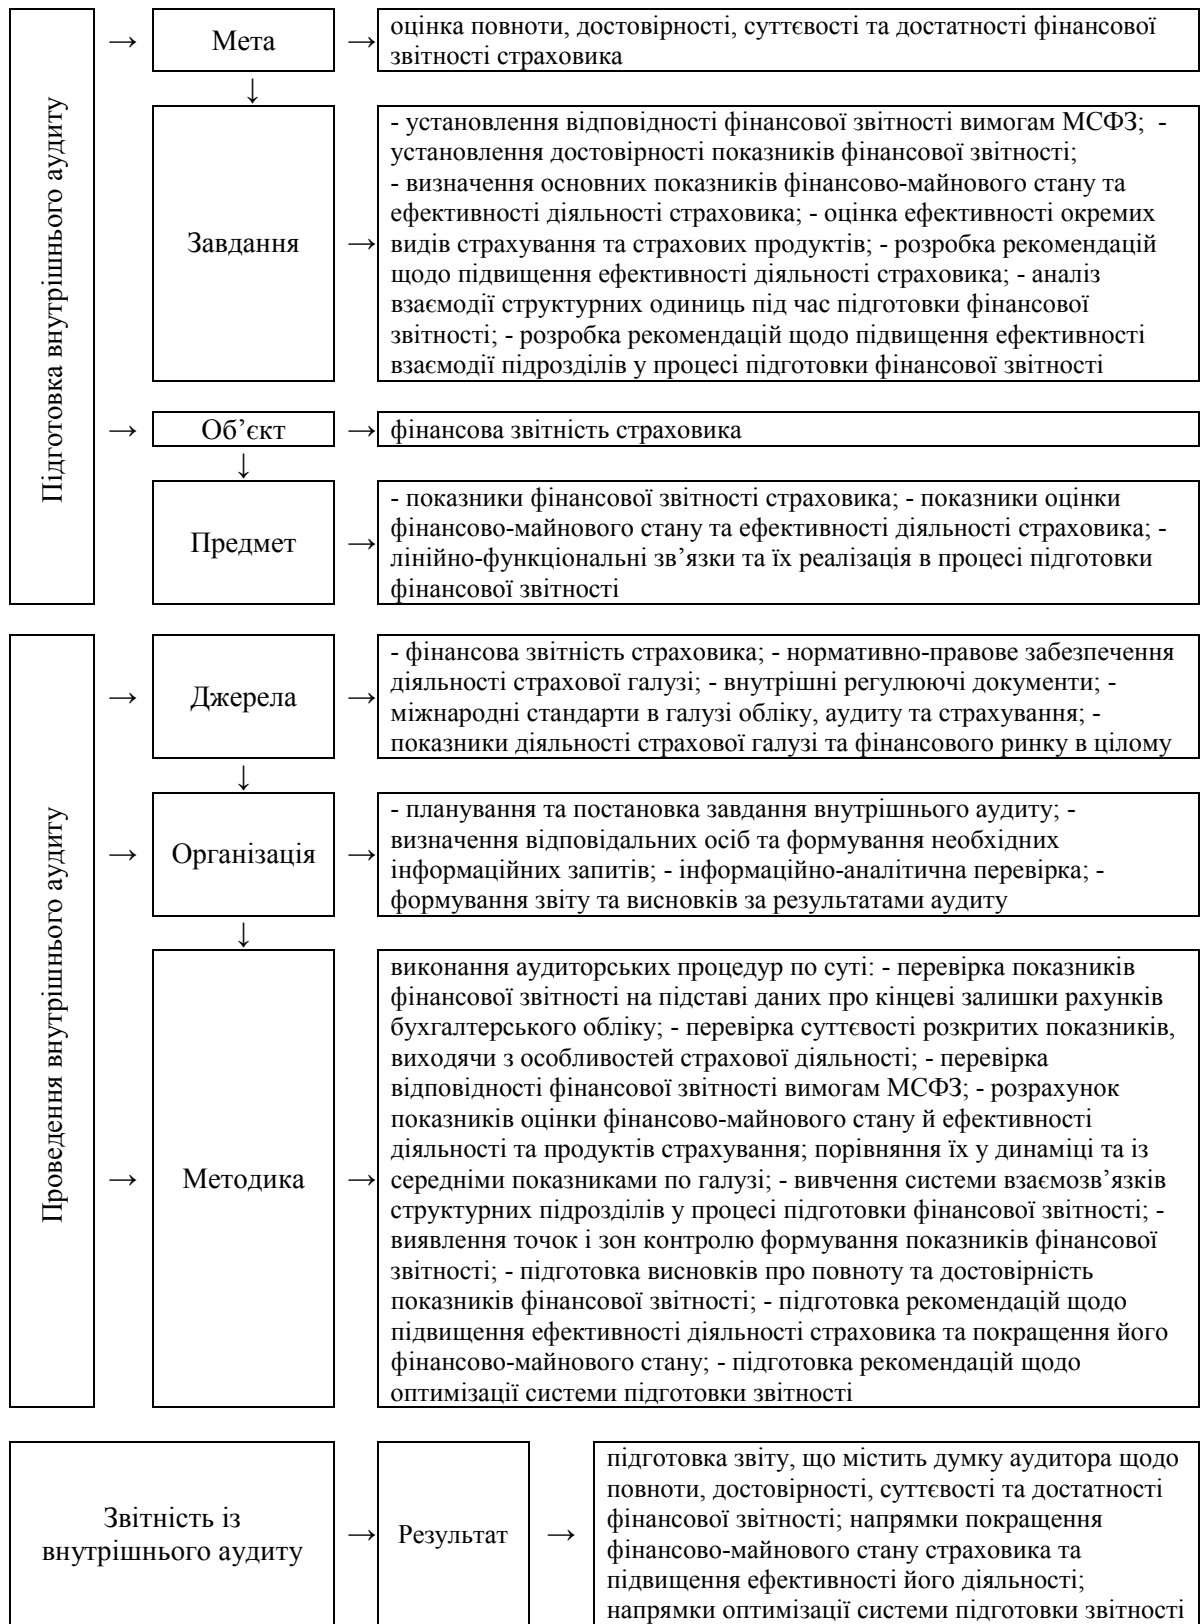 Підготовка внутрішнього аудиту
→ Мета → оцінка повноти, достовірності, суттєвості та достатності фінансової
звітності страховика
↓
→ Завдання →
- установлення відповідності фінансової звітності вимогам МСФЗ; -
установлення достовірності показників фінансової звітності;
- визначення основних показників фінансово-майнового стану та
ефективності діяльності страховика; - оцінка ефективності окремих
видів страхування та страхових продуктів; - розробка рекомендацій
щодо підвищення ефективності діяльності страховика; - аналіз
взаємодії структурних одиниць під час підготовки фінансової
звітності; - розробка рекомендацій щодо підвищення ефективності
взаємодії підрозділів у процесі підготовки фінансової звітності
→ Об’єкт → фінансова звітність страховика
↓
Предмет →
- показники фінансової звітності страховика; - показники оцінки
фінансово-майнового стану та ефективності діяльності страховика; -
лінійно-функціональні зв’язки та їх реалізація в процесі підготовки
фінансової звітності
Проведення внутрішнього аудиту
→ Джерела →
- фінансова звітність страховика; - нормативно-правове забезпечення
діяльності страхової галузі; - внутрішні регулюючі документи; -
міжнародні стандарти в галузі обліку, аудиту та страхування; -
показники діяльності страхової галузі та фінансового ринку в цілому
↓
→ Організація →
- планування та постановка завдання внутрішнього аудиту; -
визначення відповідальних осіб та формування необхідних
інформаційних запитів; - інформаційно-аналітична перевірка; -
формування звіту та висновків за результатами аудиту
↓
→ Методика →
виконання аудиторських процедур по суті: - перевірка показників
фінансової звітності на підставі даних про кінцеві залишки рахунків
бухгалтерського обліку; - перевірка суттєвості розкритих показників,
виходячи з особливостей страхової діяльності; - перевірка
відповідності фінансової звітності вимогам МСФЗ; - розрахунок
показників оцінки фінансово-майнового стану й ефективності
діяльності та продуктів страхування; порівняння їх у динаміці та із
середніми показниками по галузі; - вивчення системи взаємозв’язків
структурних підрозділів у процесі підготовки фінансової звітності; -
виявлення точок і зон контролю формування показників фінансової
звітності; - підготовка висновків про повноту та достовірність
показників фінансової звітності; - підготовка рекомендацій щодо
підвищення ефективності діяльності страховика та покращення його
фінансово-майнового стану; - підготовка рекомендацій щодо
оптимізації системи підготовки звітності
Звітність із
внутрішнього аудиту
→ Результат →
підготовка звіту, що містить думку аудитора щодо
повноти, достовірності, суттєвості та достатності
фінансової звітності; напрямки покращення
фінансово-майнового стану страховика та
підвищення ефективності його діяльності;
напрямки оптимізації системи підготовки звітності